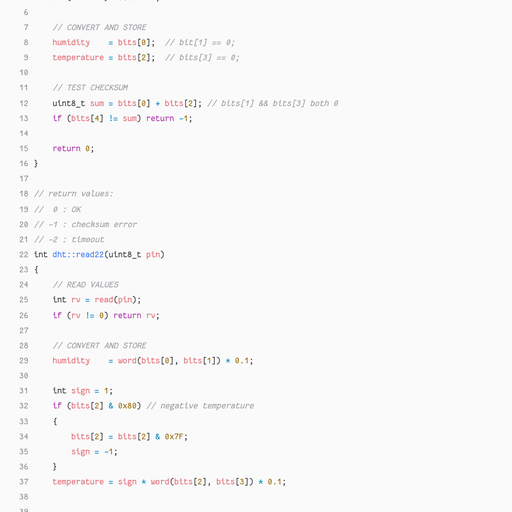 6
7 // CONVERT AND STORE
8 humidity = bits[0]; // bit[1] == 0;
9 temperature = bits[2]; // bits[3] == 0;
10
11 // TEST CHECKSUM
12 uint8_t sum = bits[0] + bits[2]; // bits[1] && bits[3] both 0
13 if (bits[4] != sum) return -1;
14
15 return 0;
16 }
17
18 // return values:
19 // 0 : OK
20 // -1 : checksum error
21 // -2 : timeout
22 int dht::read22(uint8_t pin)
23 {
24 // READ VALUES
25 int rv = read(pin);
26 if (rv != 0) return rv;
27
28 // CONVERT AND STORE
29 humidity = word(bits[0], bits[1]) * 0.1;
30
31 int sign = 1;
32 if (bits[2] & 0x80) // negative temperature
33 {
34 bits[2] = bits[2] & 0x7F;
35 sign = -1;
36 }
37 temperature = sign * word(bits[2], bits[3]) * 0.1;
38